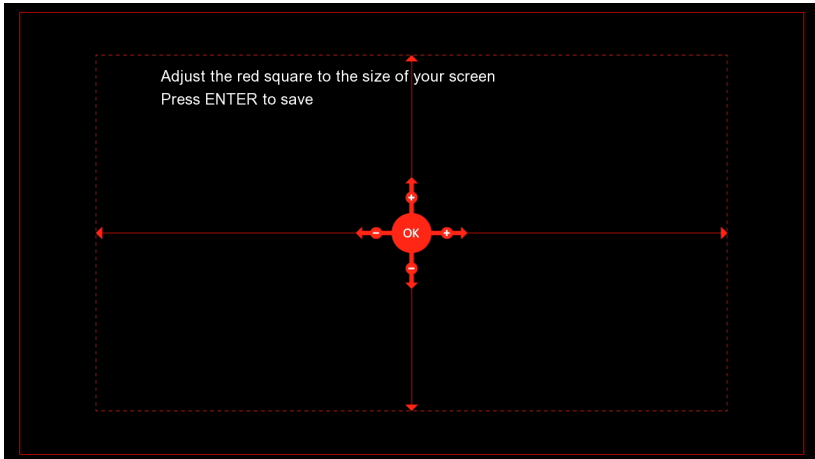 Adjust the red square to the size of your screen
Press ENTER to save
+
− OK +
−